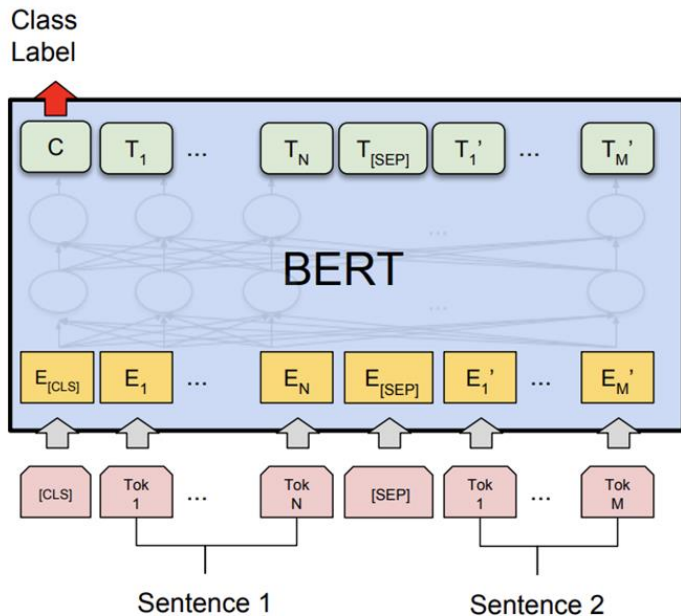 Class
Label
C T1 ... TN T[SEP] T1' ... TM'
...
BERT
...
E[CLS] E1 ... EN E[SEP] E1' ... EM'
[CLS] Tok 1 ... Tok N [SEP] Tok 1 ... Tok M
Sentence 1 Sentence 2